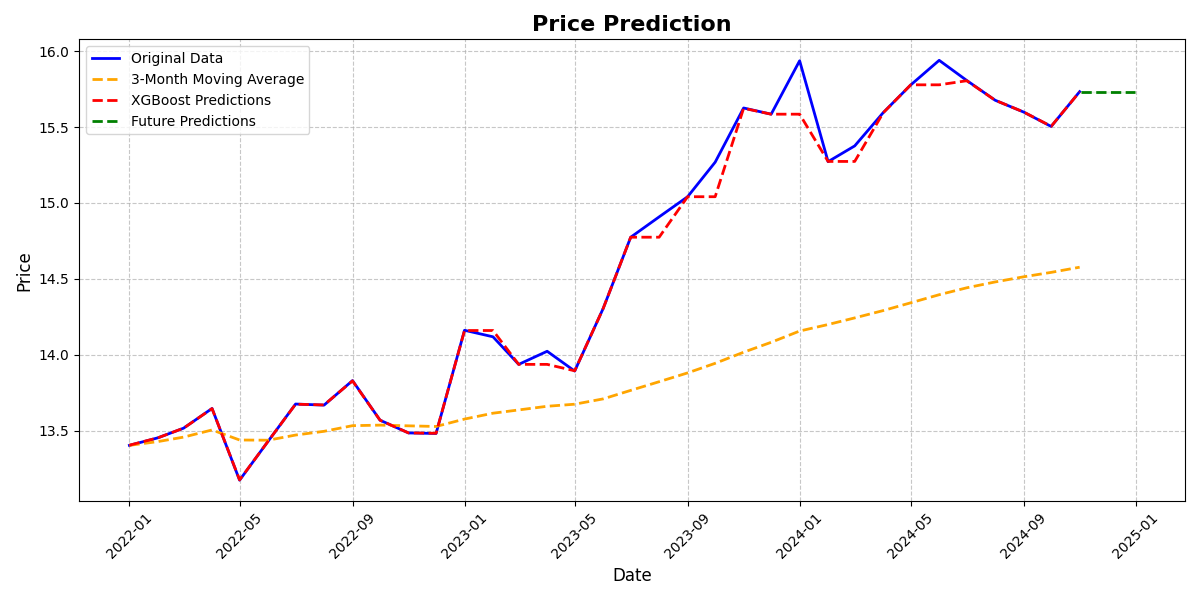 Price Prediction
Original Data
3-Month Moving Average
XGBoost Predictions
Future Predictions
Price
16.0
15.5
15.0
14.5
14.0
13.5
2022-01
2022-05
2022-09
2023-01
2023-05
2023-09
2024-01
2024-05
2024-09
2025-01
Date